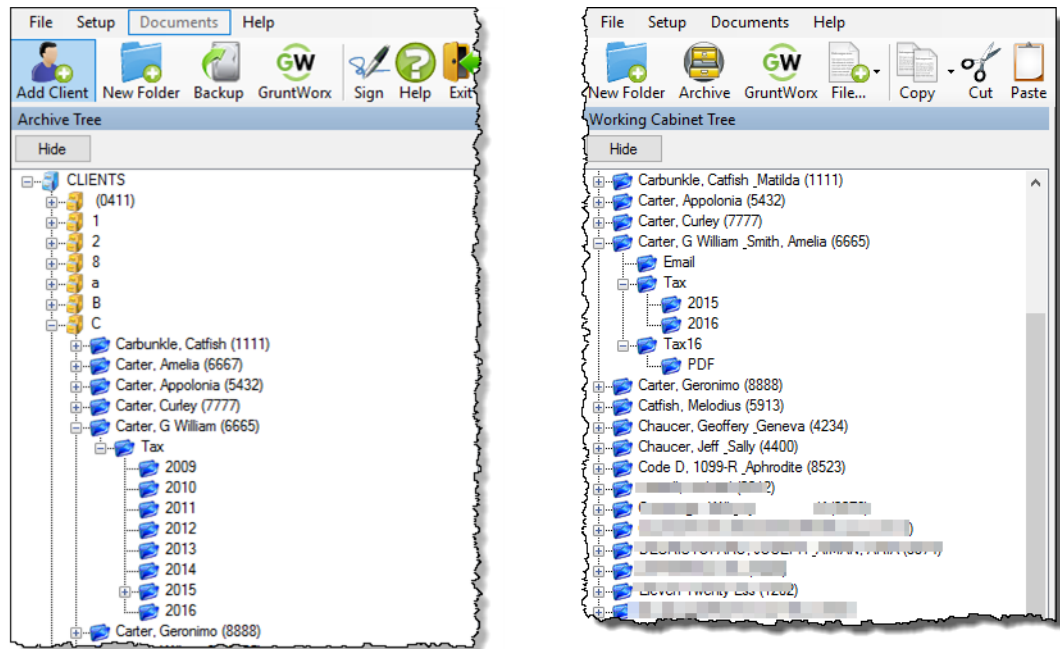 File Setup Documents Help
GW
Add Client New Folder Backup GruntWorx Sign Help Exit
Archive Tree
Hide
CLIENTS
(0411)
1
2
8
a
B
C
Carbunkle, Catfish (1111)
Carter, Amelia (6667)
Carter, Appolonia (5432)
Carter, Curley (7777)
Carter, G William (6665)
Tax
2009
2010
2011
2012
2013
2014
2015
2016
Carter, Geronimo (8888)
File Setup Documents Help
GW
New Folder Archive GruntWorx File... Copy Cut Paste
Working Cabinet Tree
Hide
Carbunkle, Catfish _Matilda (1111)
Carter, Appolonia (5432)
Carter, Curley (7777)
Carter, G William _Smith, Amelia (6665)
Email
Tax
2015
2016
Tax16
PDF
Carter, Geronimo (8888)
Catfish, Melodius (5913)
Chaucer, Geoffery _Geneva (4234)
Chaucer, Jeff _Sally (4400)
Code D, 1099-R _Aphrodite (8523)